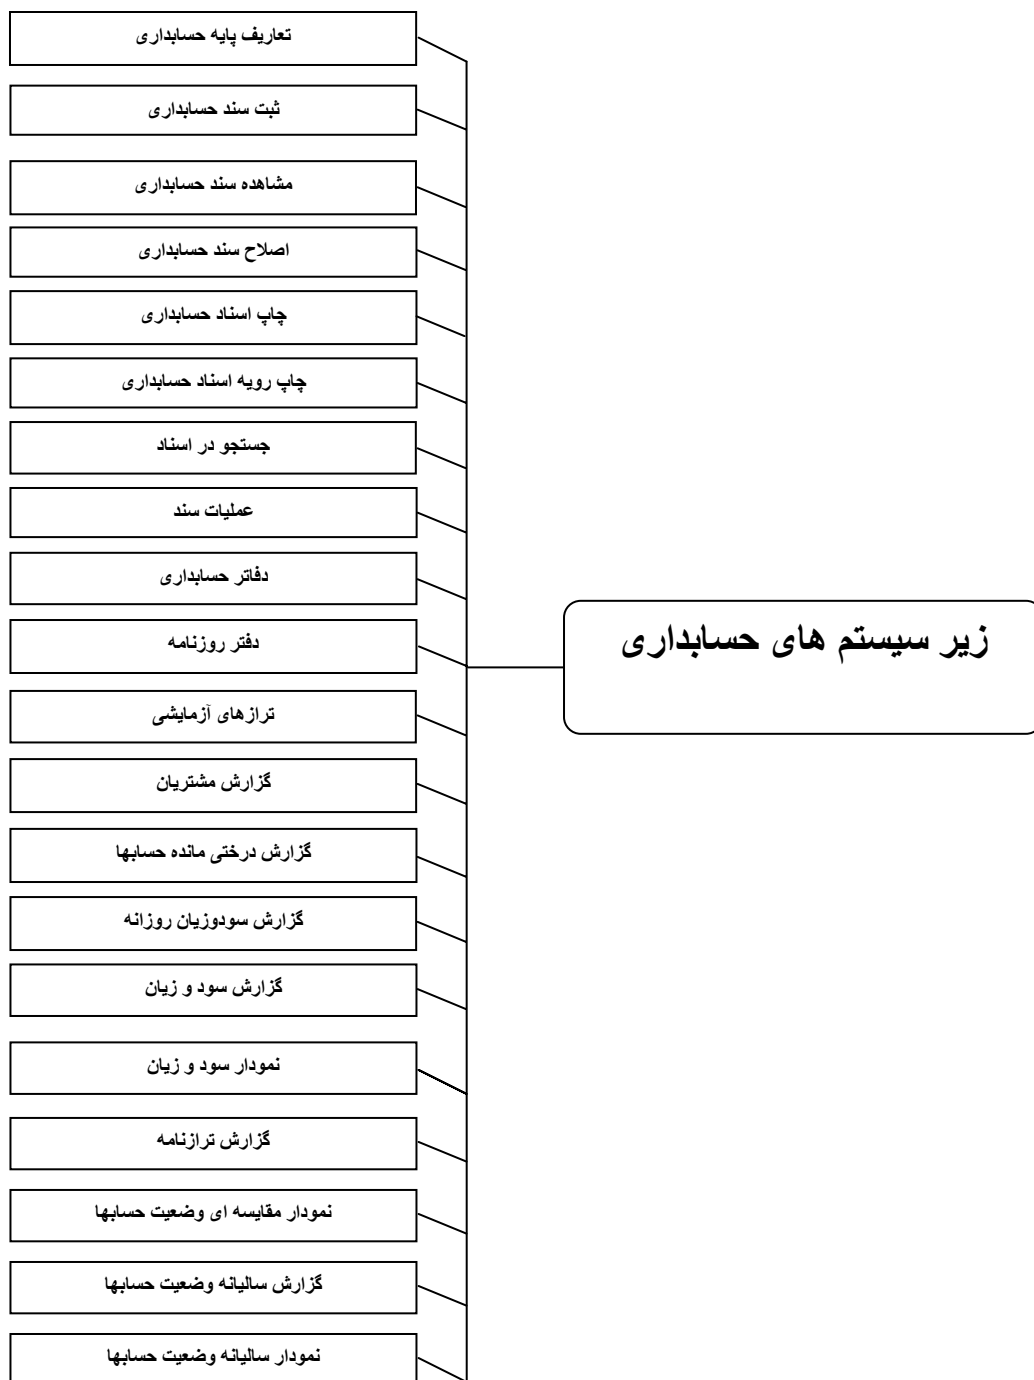 زیر سیستم های حسابداری
تعاریف پایه حسابداری
ثبت سند حسابداری
مشاهده سند حسابداری
اصلاح سند حسابداری
چاپ اسناد حسابداری
چاپ رویه اسناد حسابداری
جستجو در اسناد
عملیات سند
دفاتر حسابداری
دفتر روزنامه
ترازهای آزمایشی
گزارش مشتریان
گزارش درختی مانده حسابها
گزارش سودوزیان روزانه
گزارش سود و زیان
نمودار سود و زیان
گزارش ترازنامه
نمودار مقایسه ای وضعیت حسابها
گزارش سالیانه وضعیت حسابها
نمودار سالیانه وضعیت حسابها